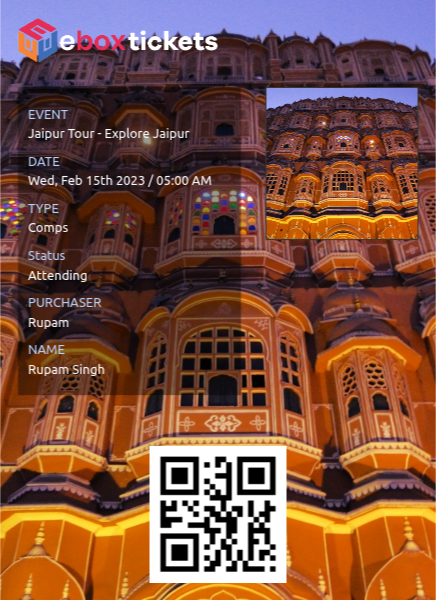 eboxtickets
EVENT
Jaipur Tour - Explore Jaipur
DATE
Wed, Feb 15th 2023 / 05:00 AM
TYPE
Comps
Status
Attending
PURCHASER
Rupam
NAME
Rupam Singh